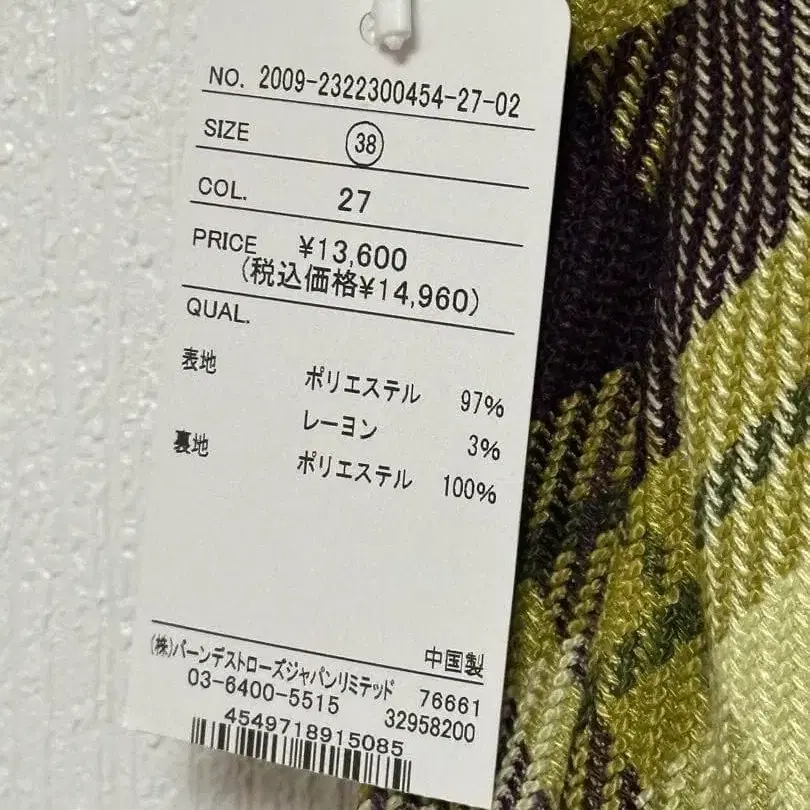 NO. 2009-2322300454-27-02
SIZE 38
COL. 27
PRICE ¥13,600
(税込価格¥14,960)
QUAL.
表地 ポリエステル 97%
レーヨン 3%
裏地 ポリエステル 100%
中国製
(株)バーンデストローズジャパンリミテッド 76661
03-6400-5515 32958200
4549718915085